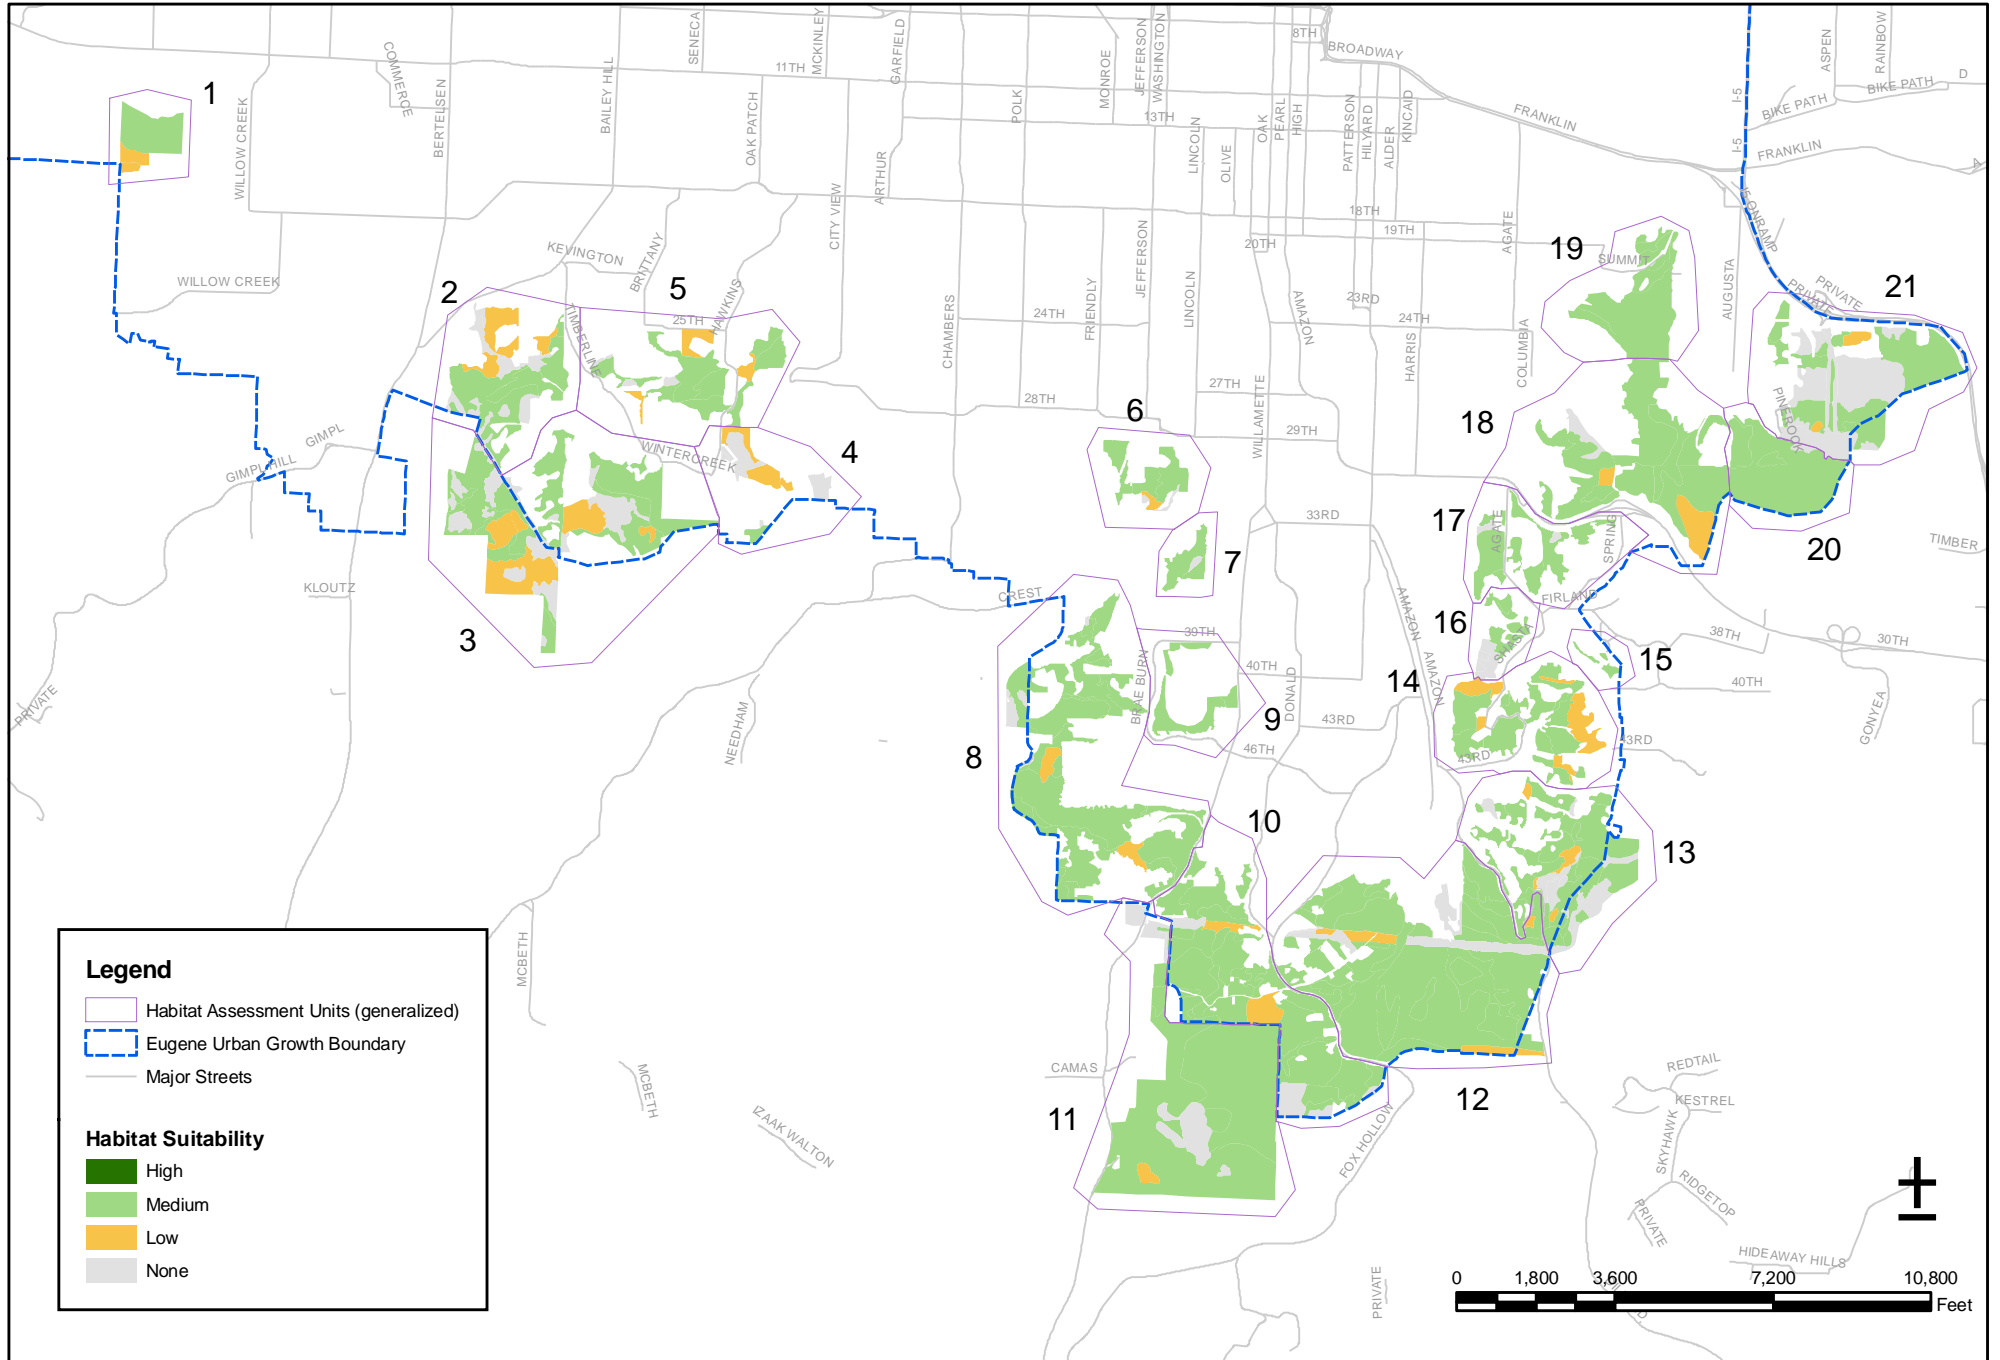 8TH
BROADWAY
SENECA
MCKINLEY
GARFIELD
JEFFERSON
WASHINGTON
MONROE
ASPEN
RAINBOW
BIKE PATH
D
BIKE PATH
I-5
COMMERCE
BERTELSEN
BAILEY HILL
11TH
OAK PATCH
POLK
13TH
OAK
PEARL
HIGH
PATTERSON
HILYARD
ALDER
KINCAID
FRANKLIN
1
WILLOW CREEK
ARTHUR
LINCOLN
OLIVE
I-5
FRANKLIN
A
CITY VIEW
18TH
19TH
20TH
AGATE
I5 ONRAMP
KEVINGTON
BRITTANY
JEFFERSON
LINCOLN
19
SUMMIT
AUGUSTA
PRIVATE
PRIVATE
21
WILLOW CREEK
2
5
HAWKINS
25TH
TIMBERLINE
CHAMBERS
24TH
FRIENDLY
AMAZON
23RD
24TH
HARRIS
COLUMBIA
27TH
28TH
WILLAMETTE
29TH
PINEROCK
6
18
GIMPL
GIMPL HILL
WINTERCREEK
4
33RD
17
AGATE
SPRING
20
TIMBER
7
KLOUTZ
CREST
3
39TH
AMAZON
AMAZON
16
SHASTA
FIRLAND
38TH
30TH
15
40TH
BRAE BURN
40TH
DONALD
14
PRIVATE
NEEDHAM
9
43RD
43RD
43RD
GONYEA
8
46TH
10
13
MCBETH
CAMAS
11
12
REDTAIL
KESTREL
MCBETH
IZAAK WALTON
FOX HOLLOW
SKYHAWK
RIDGETOP
PRIVATE
HIDEAWAY HILLS
PRIVATE
Legend
Habitat Assessment Units (generalized)
Eugene Urban Growth Boundary
Major Streets
Habitat Suitability
High
Medium
Low
None
0 1,800 3,600 7,200 10,800
Feet